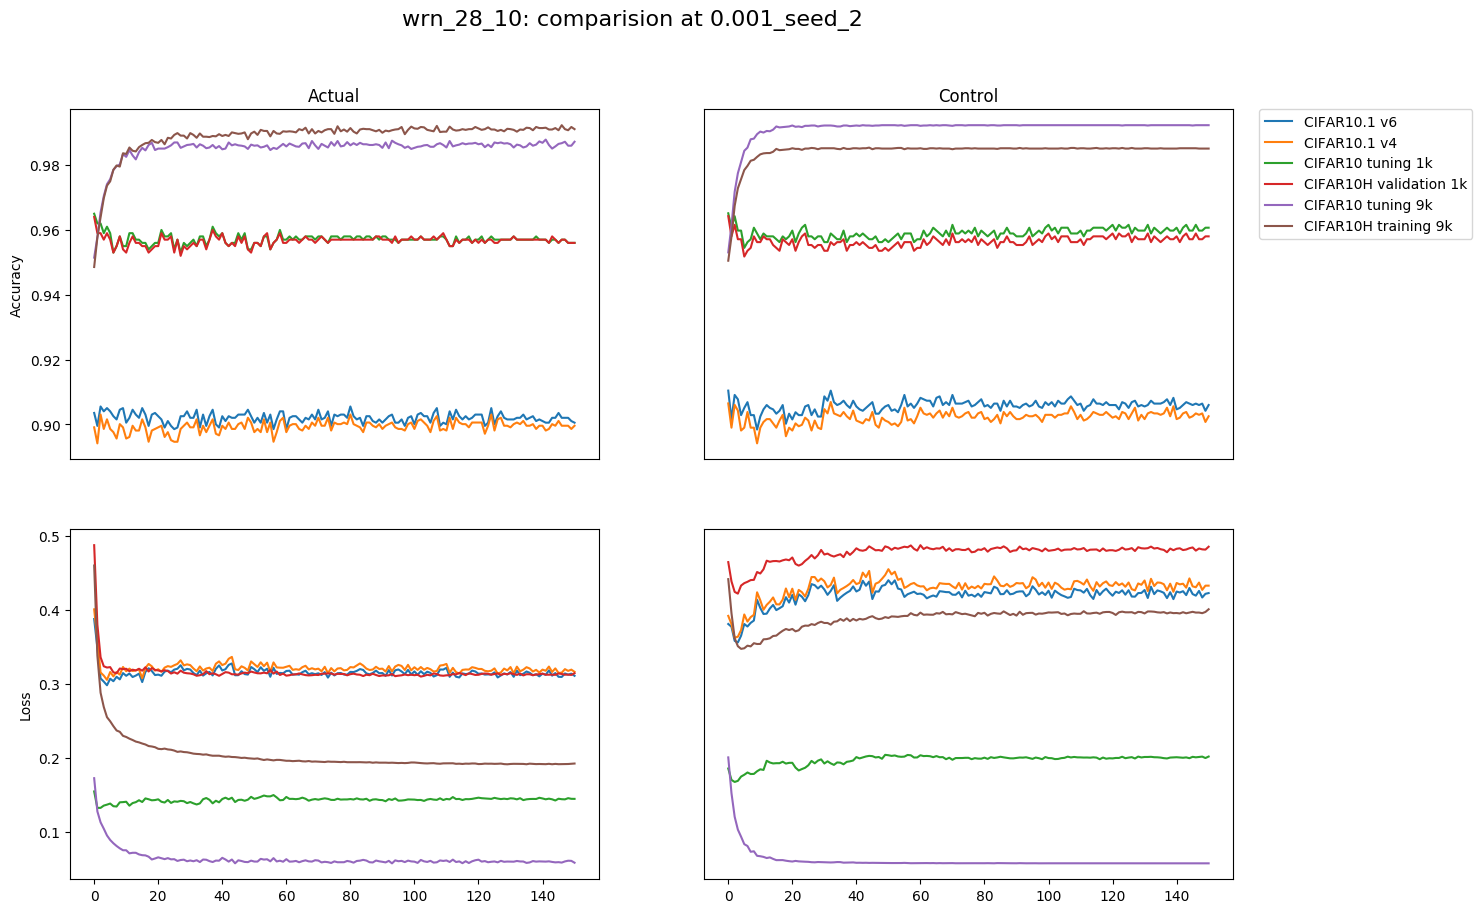 wrn_28_10: comparision at 0.001_seed_2
Actual
Control
CIFAR10.1 v6
CIFAR10.1 v4
CIFAR10 tuning 1k
CIFAR10H validation 1k
CIFAR10 tuning 9k
CIFAR10H training 9k
Accuracy
0.98
0.96
0.94
0.92
0.90
Loss
0.5
0.4
0.3
0.2
0.1
0 20 40 60 80 100 120 140
0 20 40 60 80 100 120 140